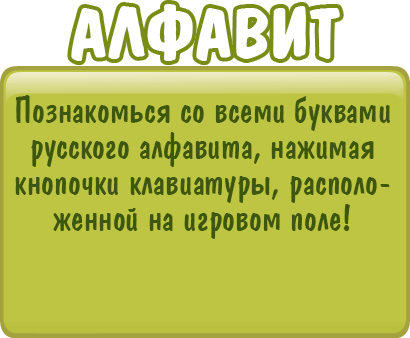 АЛФАВИТ
Познакомься со всеми буквами
русского алфавита, нажимая
кнопочки клавиатуры, располо-
женной на игровом поле!